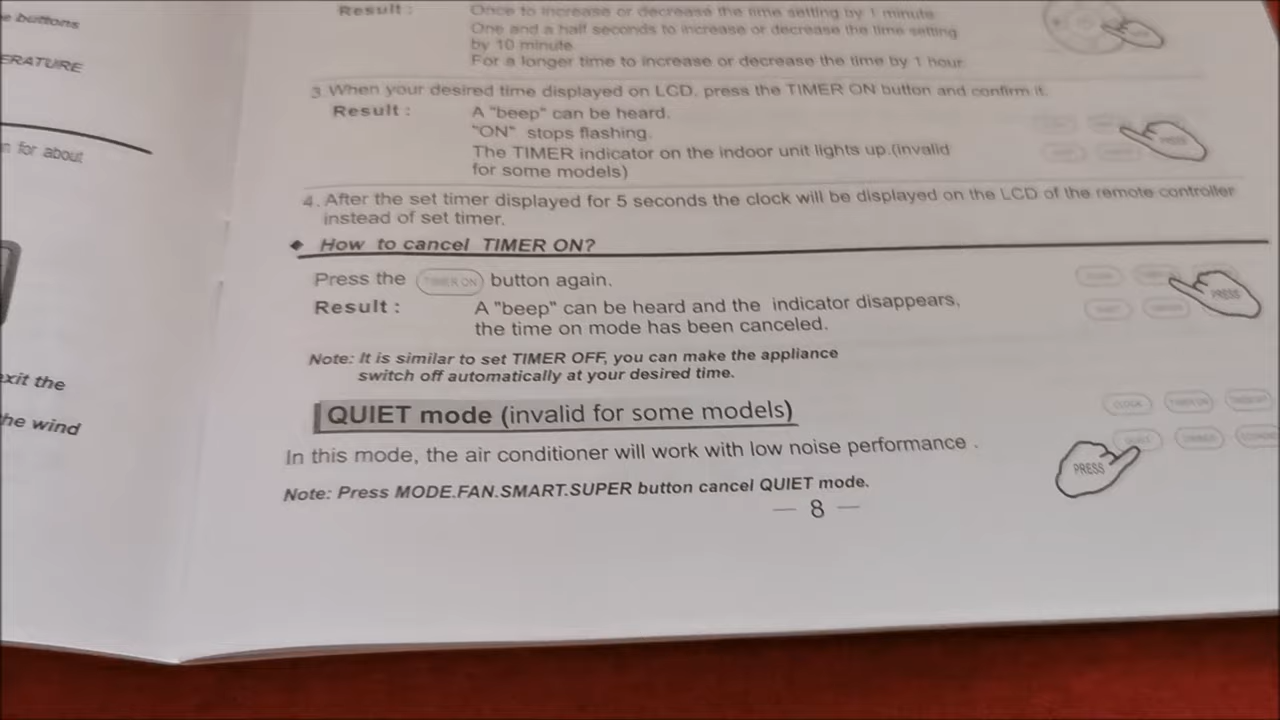 e buttons
ERATURE
n for about
exit the
he wind
Result :
Once to increase or decrease the time setting by 1 minute
One and a half seconds to increase or decrease the time setting
by 10 minute
For a longer time to increase or decrease the time by 1 hour
3 When your desired time displayed on LCD, press the TIMER ON button and confirm it.
Result :
A "beep" can be heard.
"ON" stops flashing.
The TIMER indicator on the indoor unit lights up.(invalid
for some models)
PRESS
4. After the set timer displayed for 5 seconds the clock will be displayed on the LCD of the remote controller
instead of set timer.
◆ How to cancel TIMER ON?
Press the TIMER ON button again.
Result :
A "beep" can be heard and the indicator disappears,
the time on mode has been canceled.
PRESS
Note: It is similar to set TIMER OFF, you can make the appliance
switch off automatically at your desired time.
QUIET mode (invalid for some models)
CLOCK TIMER ON
In this mode, the air conditioner will work with low noise performance .
PRESS
Note: Press MODE.FAN.SMART.SUPER button cancel QUIET mode.
— 8 —